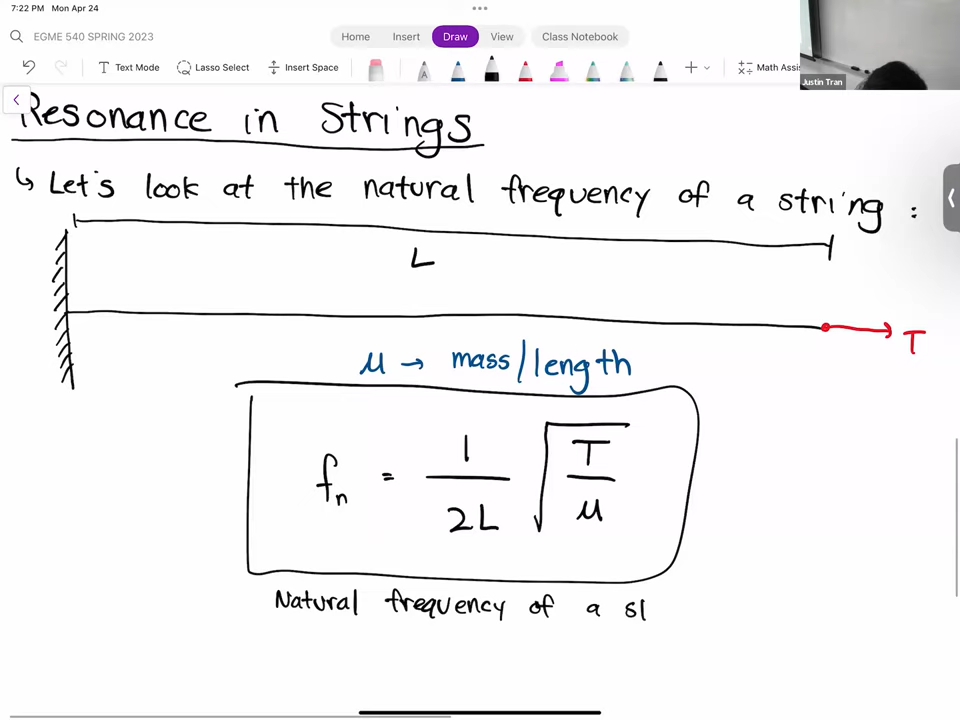 7:22 PM Mon Apr 24
EGME 540 SPRING 2023
Home Insert Draw View Class Notebook
Text Mode Lasso Select Insert Space Math Assis
Justin Tran
Resonance in Strings
↳ Let's look at the natural frequency of a string :
L
T
μ → mass/length
fn = 1/2L √T/μ
Natural frequency of a st